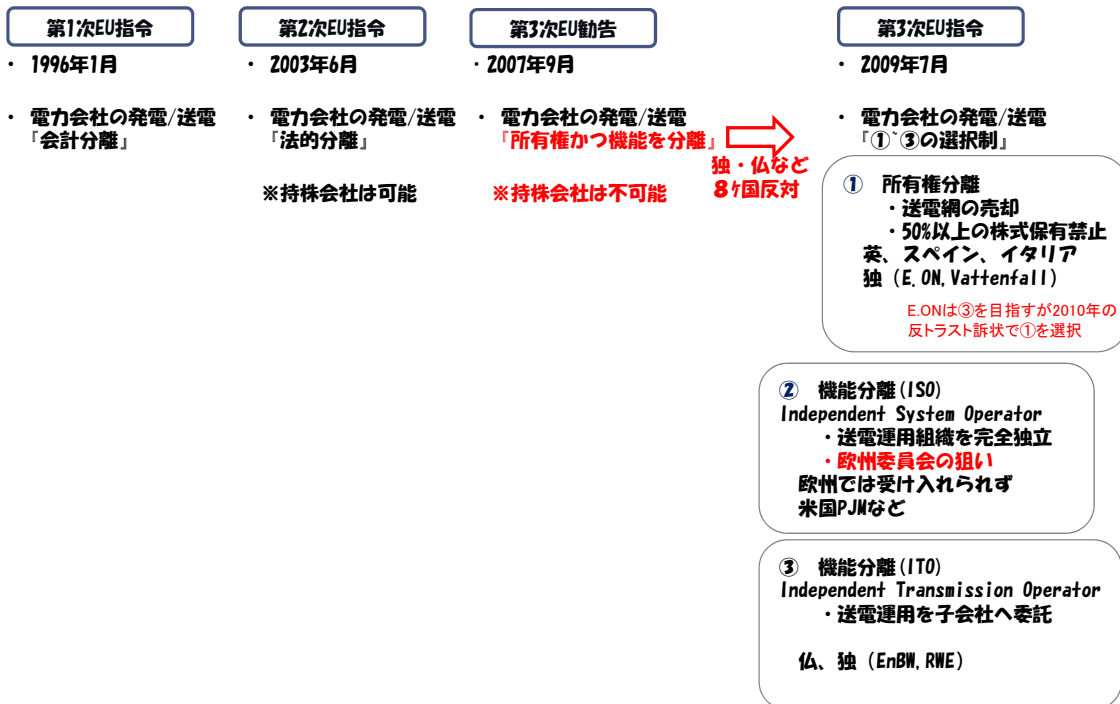 第1次EU指令
・ 1996年1月
・ 電力会社の発電/送電
『会計分離』
第2次EU指令
・ 2003年6月
・ 電力会社の発電/送電
『法的分離』
※持株会社は可能
第3次EU勧告
・2007年9月
・ 電力会社の発電/送電
『所有権かつ機能を分離』
※持株会社は不可能
独・仏など
8ヶ国反対
第3次EU指令
・ 2009年7月
・ 電力会社の発電/送電
『①~③の選択制』
① 所有権分離
・送電網の売却
・50%以上の株式保有禁止
英、スペイン、イタリア
独（E.ON,Vattenfall）
E.ONは③を目指すが2010年の
反トラスト訴状で①を選択
② 機能分離(ISO)
Independent System Operator
・送電運用組織を完全独立
・欧州委員会の狙い
欧州では受け入れられず
米国PJMなど
③ 機能分離(ITO)
Independent Transmission Operator
・送電運用を子会社へ委託
仏、独（EnBW,RWE）